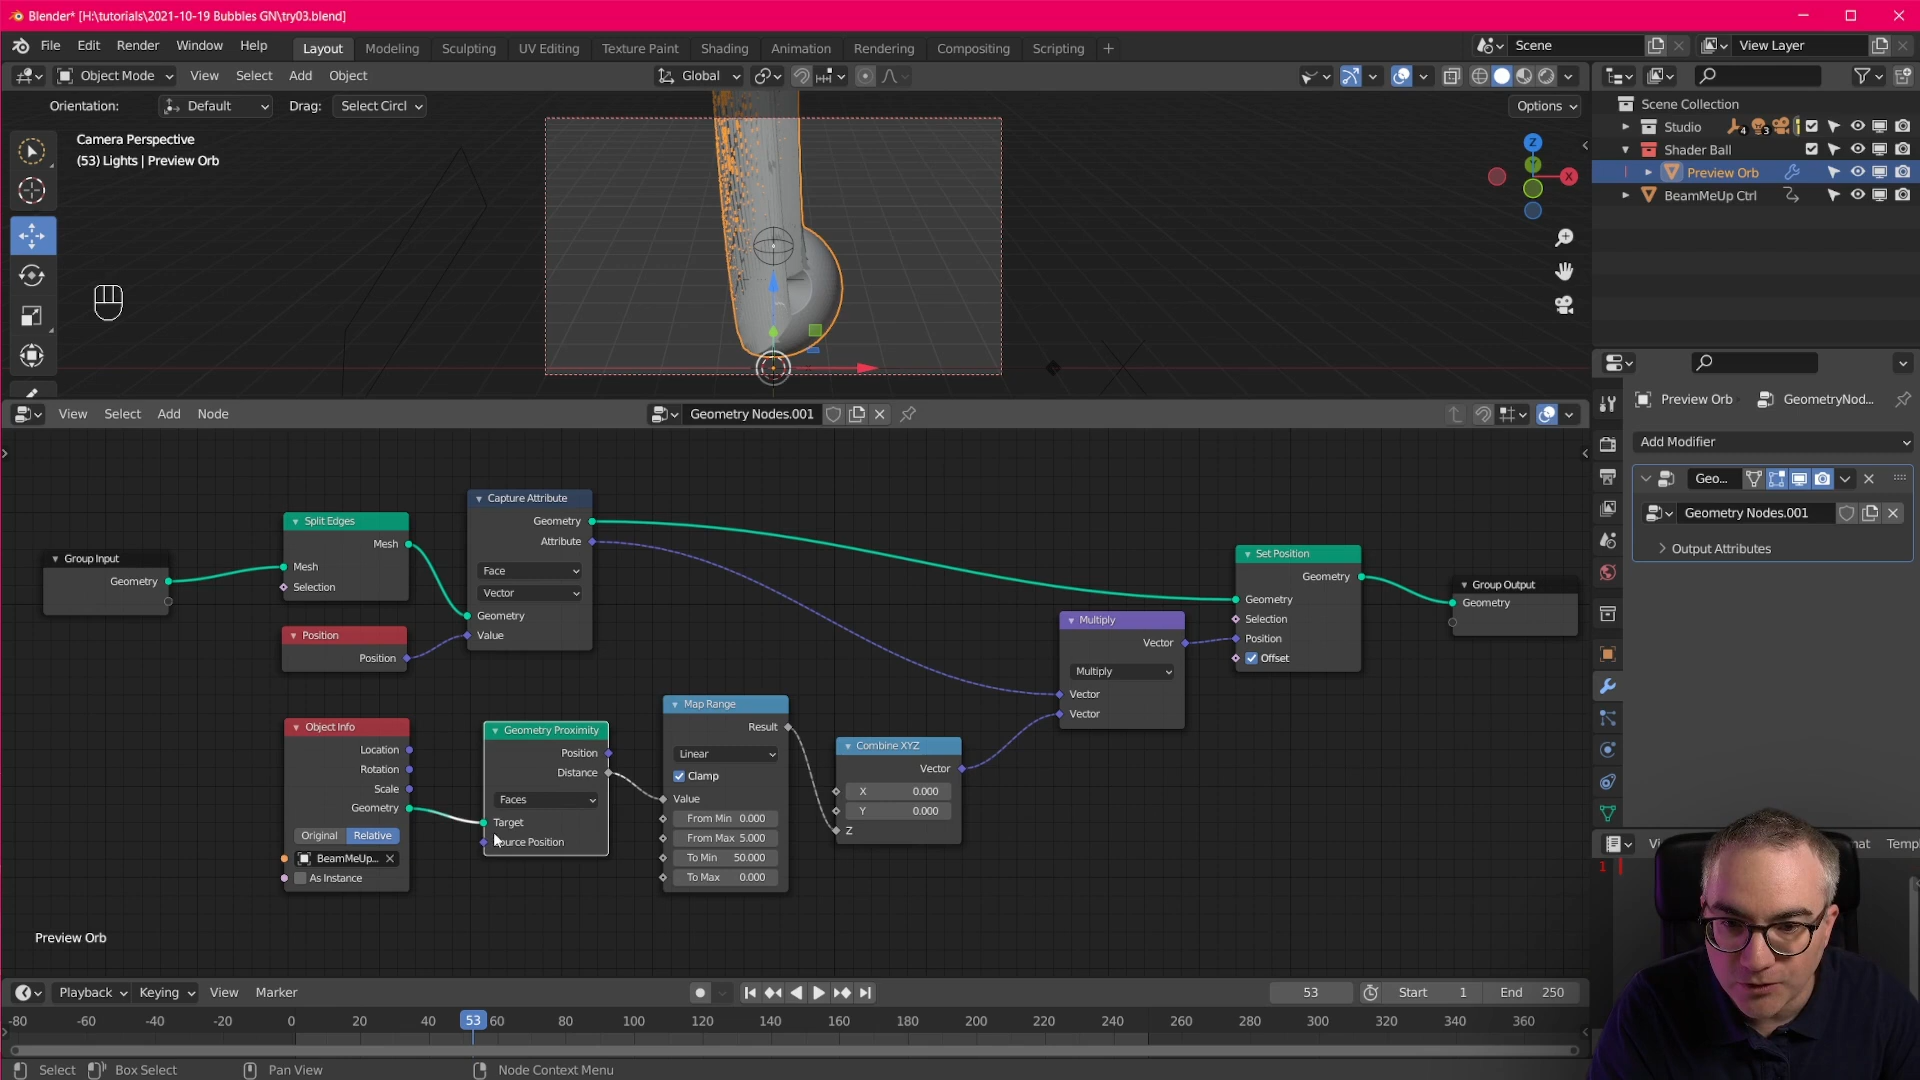 Blender* [H:\tutorials\2021-10-19 Bubbles GN\try03.blend]
File Edit Render Window Help
Layout Modeling Sculpting UV Editing Texture Paint Shading Animation Rendering Compositing Scripting +
Scene
View Layer
Object Mode View Select Add Object
Global
Orientation: Default Drag: Select Circl
Options
Camera Perspective
(53) Lights | Preview Orb
Z
Y
X
Scene Collection
Studio 4 3
Shader Ball
Preview Orb
BeamMeUp Ctrl
View Select Add Node
Geometry Nodes.001
Preview Orb GeometryNod...
Add Modifier
Geo...
Geometry Nodes.001
Output Attributes
Group Input
Geometry
Split Edges
Mesh
Mesh
Selection
Position
Position
Capture Attribute
Geometry
Attribute
Face
Vector
Geometry
Value
Object Info
Location
Rotation
Scale
Geometry
Original Relative
BeamMeUp...
As Instance
Geometry Proximity
Position
Distance
Faces
Target
ource Position
Map Range
Result
Linear
Clamp
Value
From Min 0.000
From Max 5.000
To Min 50.000
To Max 0.000
Combine XYZ
Vector
X 0.000
Y 0.000
Z
Multiply
Vector
Multiply
Vector
Vector
Set Position
Geometry
Geometry
Selection
Position
Offset
Group Output
Geometry
Vi
nat
Temp
1
Preview Orb
Playback Keying View Marker
53
Start 1
End 250
-80 -60 -40 -20 0 20 40 53 60 80 100 120 140 160 180 200 220 240 260 280 300 320 340 360
Select Box Select Pan View Node Context Menu